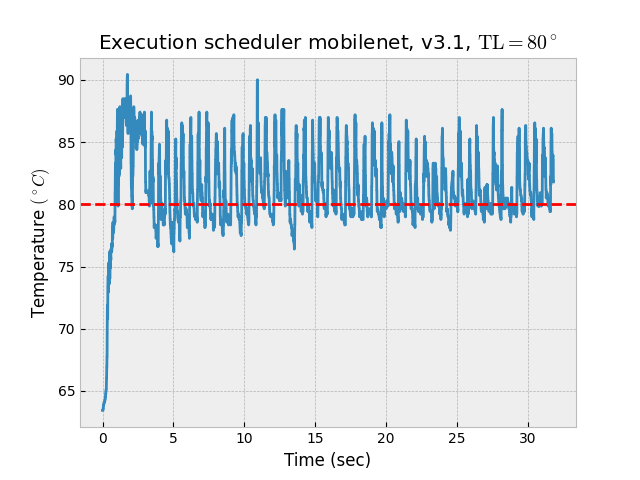 Execution scheduler mobilenet, v3.1, TL = 80°
90
85
80
75
70
65
Temperature (°C)
0 5 10 15 20 25 30
Time (sec)